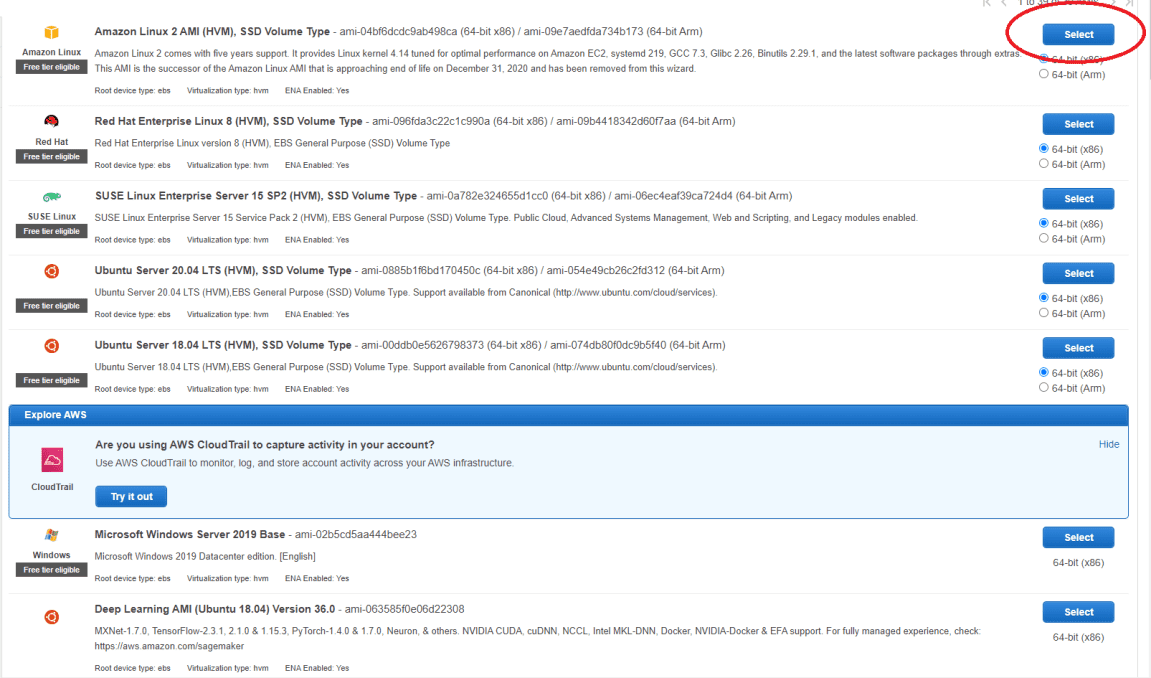 1 to 39 of
Amazon Linux 2 AMI (HVM), SSD Volume Type - ami-04bf6dcdc9ab498ca (64-bit x86) / ami-09e7aedfda734b173 (64-bit Arm)
Select
Amazon Linux
Free tier eligible
Amazon Linux 2 comes with five years support. It provides Linux kernel 4.14 tuned for optimal performance on Amazon EC2, systemd 219, GCC 7.3, Glibc 2.26, Binutils 2.29.1, and the latest software packages through extras.
This AMI is the successor of the Amazon Linux AMI that is approaching end of life on December 31, 2020 and has been removed from this wizard.
64-bit (x86)
64-bit (Arm)
Root device type: ebs Virtualization type: hvm ENA Enabled: Yes
Red Hat Enterprise Linux 8 (HVM), SSD Volume Type - ami-096fda3c22c1c990a (64-bit x86) / ami-09b4418342d60f7aa (64-bit Arm)
Select
Red Hat
Free tier eligible
Red Hat Enterprise Linux version 8 (HVM), EBS General Purpose (SSD) Volume Type
64-bit (x86)
64-bit (Arm)
Root device type: ebs Virtualization type: hvm ENA Enabled: Yes
SUSE Linux Enterprise Server 15 SP2 (HVM), SSD Volume Type - ami-0a782e324655d1cc0 (64-bit x86) / ami-06ec4eaf39ca724d4 (64-bit Arm)
Select
SUSE Linux
Free tier eligible
SUSE Linux Enterprise Server 15 Service Pack 2 (HVM), EBS General Purpose (SSD) Volume Type. Public Cloud, Advanced Systems Management, Web and Scripting, and Legacy modules enabled.
64-bit (x86)
64-bit (Arm)
Root device type: ebs Virtualization type: hvm ENA Enabled: Yes
Ubuntu Server 20.04 LTS (HVM), SSD Volume Type - ami-0885b1f6bd170450c (64-bit x86) / ami-054e49cb26c2fd312 (64-bit Arm)
Select
Free tier eligible
Ubuntu Server 20.04 LTS (HVM),EBS General Purpose (SSD) Volume Type. Support available from Canonical (http://www.ubuntu.com/cloud/services).
64-bit (x86)
64-bit (Arm)
Root device type: ebs Virtualization type: hvm ENA Enabled: Yes
Ubuntu Server 18.04 LTS (HVM), SSD Volume Type - ami-00ddb0e5626798373 (64-bit x86) / ami-074db80f0dc9b5f40 (64-bit Arm)
Select
Free tier eligible
Ubuntu Server 18.04 LTS (HVM),EBS General Purpose (SSD) Volume Type. Support available from Canonical (http://www.ubuntu.com/cloud/services).
64-bit (x86)
64-bit (Arm)
Root device type: ebs Virtualization type: hvm ENA Enabled: Yes
Explore AWS
Are you using AWS CloudTrail to capture activity in your account?
Hide
Use AWS CloudTrail to monitor, log, and store account activity across your AWS infrastructure.
CloudTrail
Try it out
Microsoft Windows Server 2019 Base - ami-02b5cd5aa444bee23
Select
Windows
Free tier eligible
Microsoft Windows 2019 Datacenter edition. [English]
64-bit (x86)
Root device type: ebs Virtualization type: hvm ENA Enabled: Yes
Deep Learning AMI (Ubuntu 18.04) Version 36.0 - ami-063585f0e06d22308
Select
MXNet-1.7.0, TensorFlow-2.3.1, 2.1.0 & 1.15.3, PyTorch-1.4.0 & 1.7.0, Neuron, & others. NVIDIA CUDA, cuDNN, NCCL, Intel MKL-DNN, Docker, NVIDIA-Docker & EFA support. For fully managed experience, check:
https://aws.amazon.com/sagemaker
64-bit (x86)
Root device type: ebs Virtualization type: hvm ENA Enabled: Yes